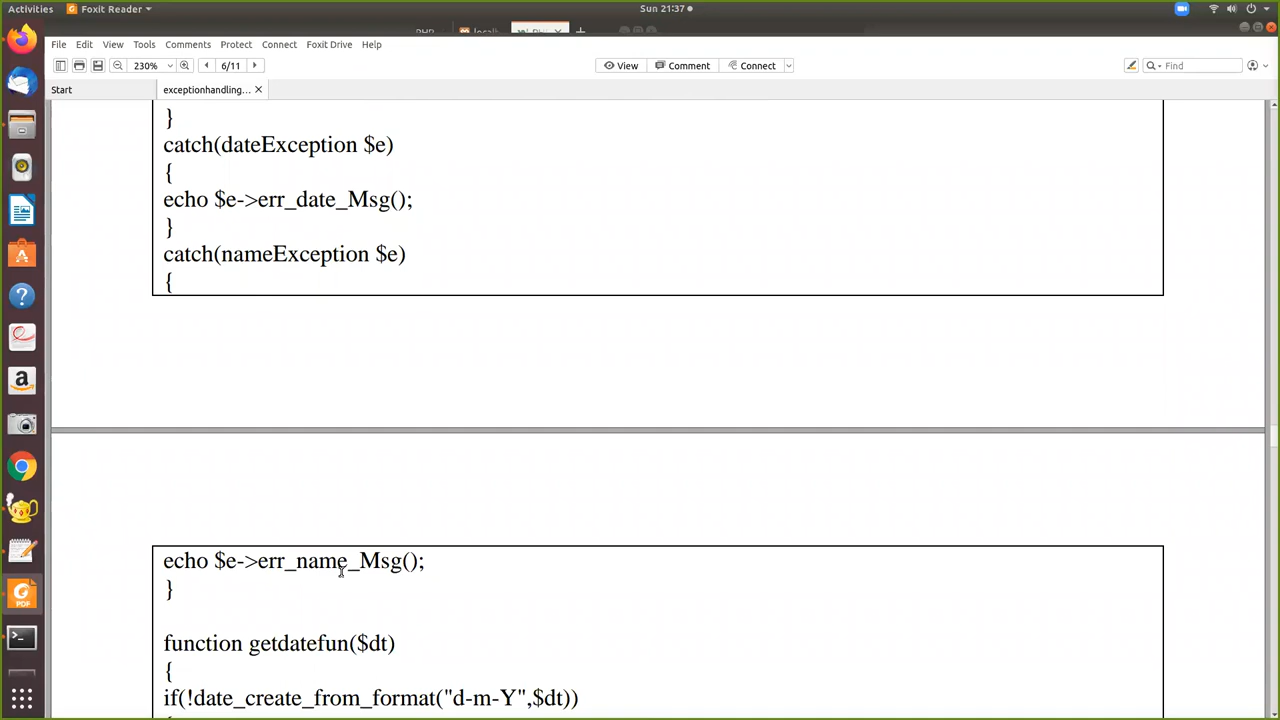 Activities
Foxit Reader
Sun 21:37
File Edit View Tools Comments Protect Connect Foxit Drive Help
230%
6/11
View
Comment
Connect
Find
Start
exceptionhandling...
}
catch(dateException $e)
{
echo $e->err_date_Msg();
}
catch(nameException $e)
{
echo $e->err_name_Msg();
}
function getdatefun($dt)
{
if(!date_create_from_format("d-m-Y",$dt))
PDF